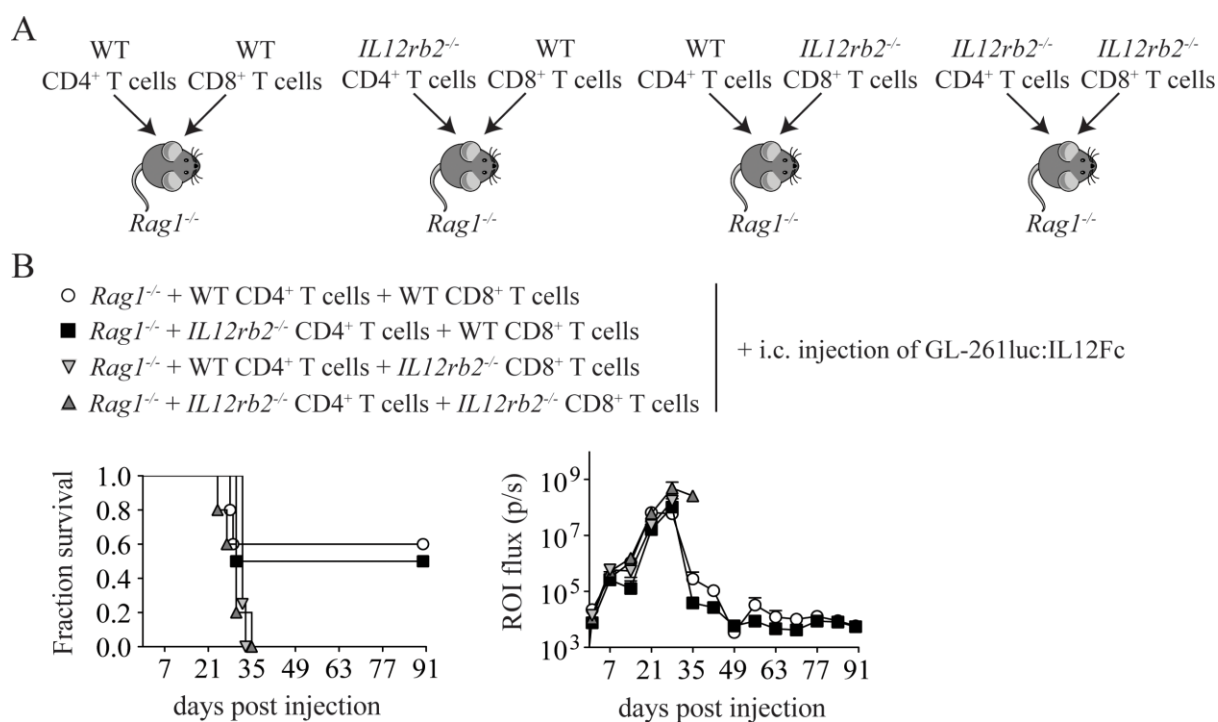 A
WT WT IL12rb2-/- WT WT IL12rb2-/- IL12rb2-/- IL12rb2-/-
CD4+ T cells CD8+ T cells CD4+ T cells CD8+ T cells CD4+ T cells CD8+ T cells CD4+ T cells CD8+ T cells
Rag1-/- Rag1-/- Rag1-/- Rag1-/-
B
Rag1-/- + WT CD4+ T cells + WT CD8+ T cells
Rag1-/- + IL12rb2-/- CD4+ T cells + WT CD8+ T cells
Rag1-/- + WT CD4+ T cells + IL12rb2-/- CD8+ T cells
Rag1-/- + IL12rb2-/- CD4+ T cells + IL12rb2-/- CD8+ T cells
+ i.c. injection of GL-261luc:IL12Fc
Fraction survival
1.0
0.8
0.6
0.4
0.2
0.0
7 21 35 49 63 77 91
days post injection
ROI flux (p/s)
10^9
10^7
10^5
10^3
7 21 35 49 63 77 91
days post injection